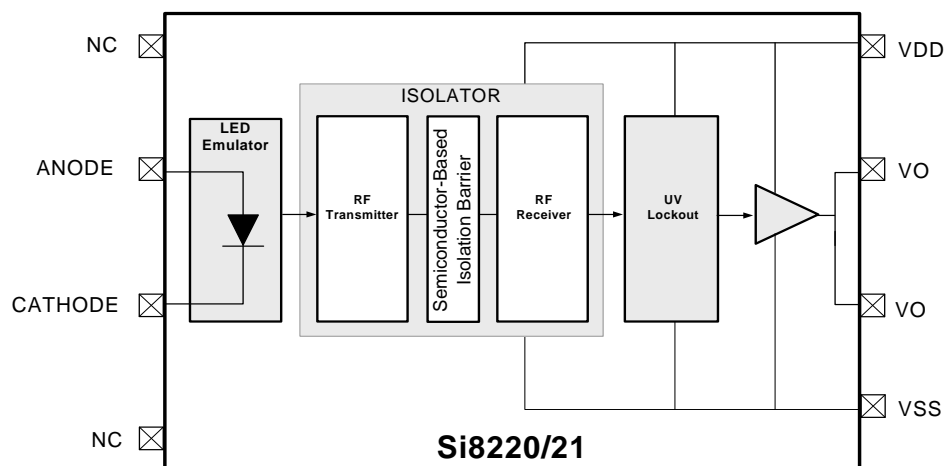 NC
VDD
ISOLATOR
LED
Emulator
ANODE
RF
Transmitter
Semiconductor-Based
Isolation Barrier
RF
Receiver
UV
Lockout
VO
CATHODE
VO
VSS
NC
Si8220/21